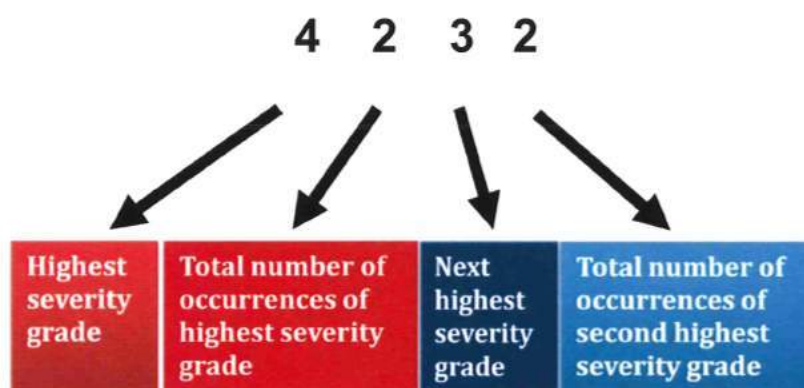 4 2 3 2
Highest
severity
grade
Total number of
occurrences of
highest severity
grade
Next
highest
severity
grade
Total number of
occurrences of
second highest
severity grade